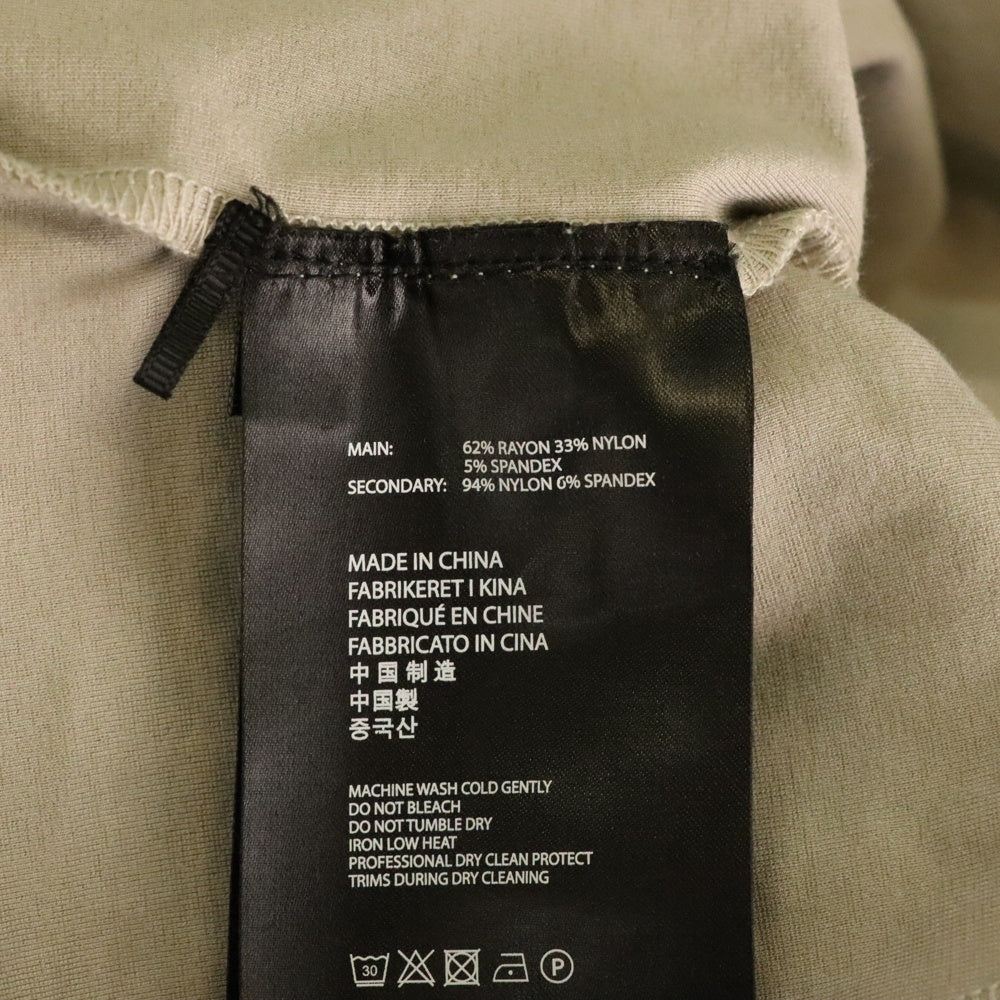 MAIN: 62% RAYON 33% NYLON
5% SPANDEX
SECONDARY: 94% NYLON 6% SPANDEX
MADE IN CHINA
FABRIKERET I KINA
FABRIQUÉ EN CHINE
FABBRICATO IN CINA
中国制造
中国製
중국산
MACHINE WASH COLD GENTLY
DO NOT BLEACH
DO NOT TUMBLE DRY
IRON LOW HEAT
PROFESSIONAL DRY CLEAN PROTECT
TRIMS DURING DRY CLEANING
30 P